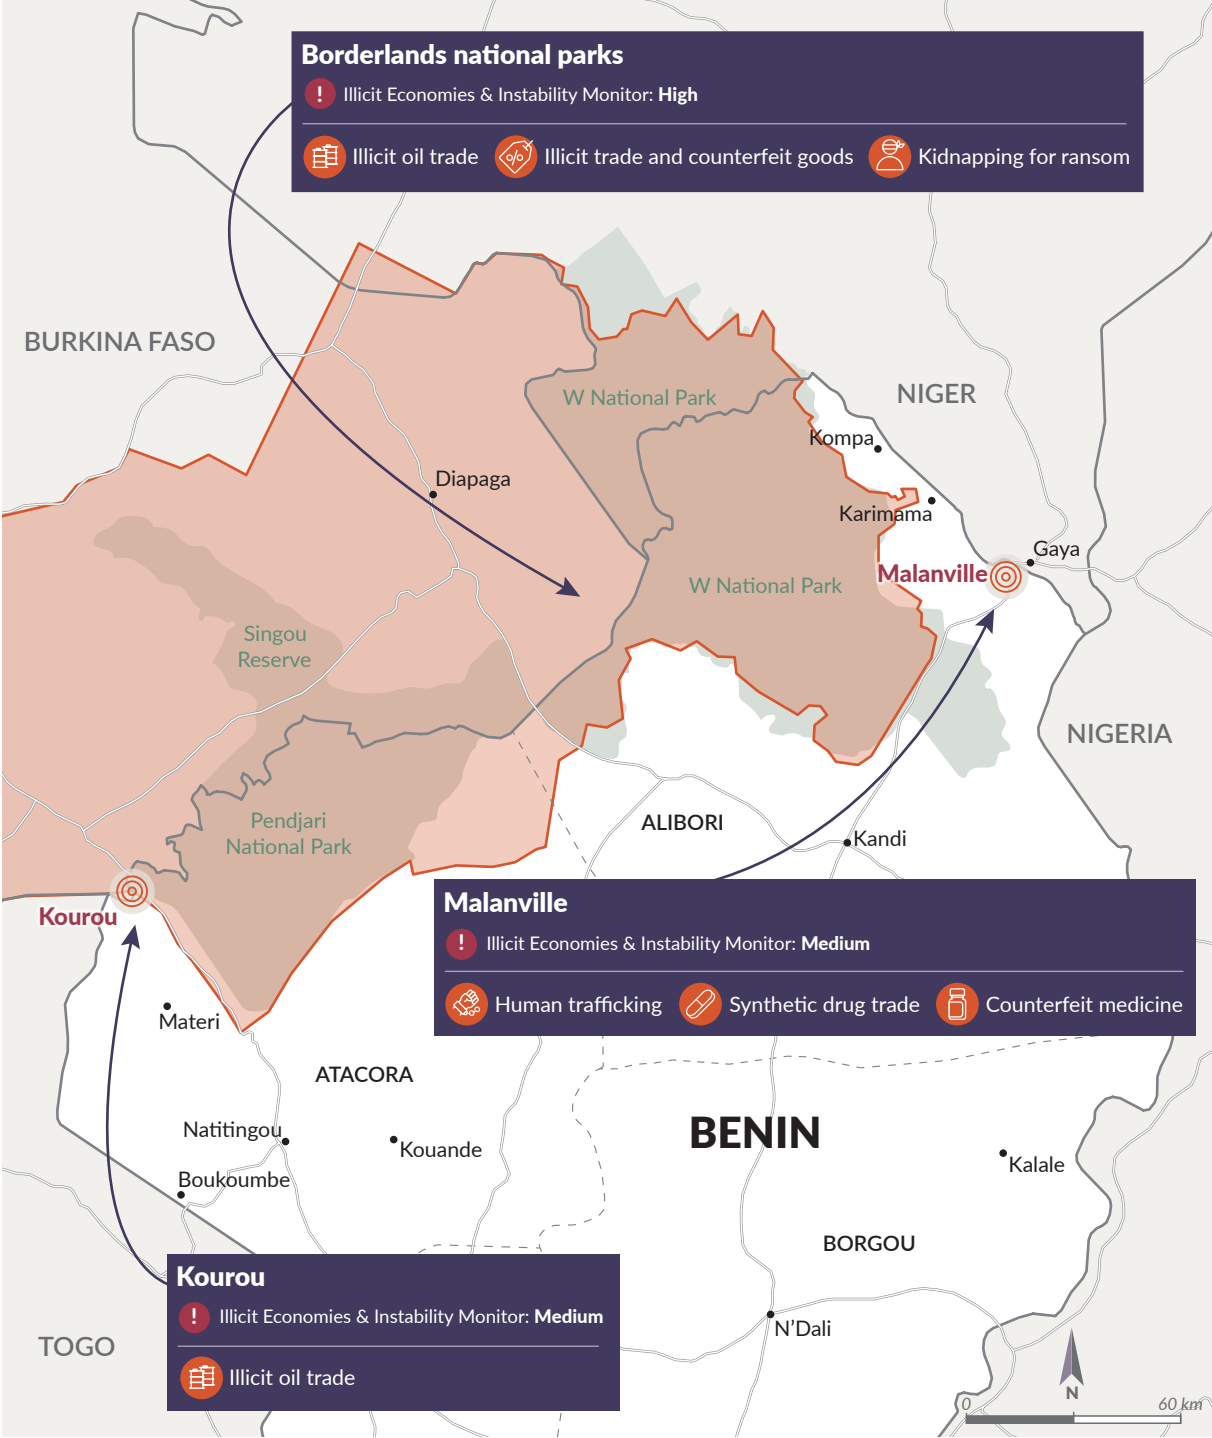 Borderlands national parks
! Illicit Economies & Instability Monitor: High
Illicit oil trade
Illicit trade and counterfeit goods
Kidnapping for ransom
BURKINA FASO
NIGER
W National Park
Kompa
Diapaga
Karimama
Gaya
Malanville
W National Park
Singou
Reserve
NIGERIA
Pendjari
National Park
ALIBORI
Kandi
Kourou
Malanville
! Illicit Economies & Instability Monitor: Medium
Human trafficking
Synthetic drug trade
Counterfeit medicine
Materi
ATACORA
BENIN
Natitingou
Kouande
Kalale
Boukoumbe
BORGOU
Kourou
! Illicit Economies & Instability Monitor: Medium
Illicit oil trade
TOGO
N'Dali
N
0
60 km